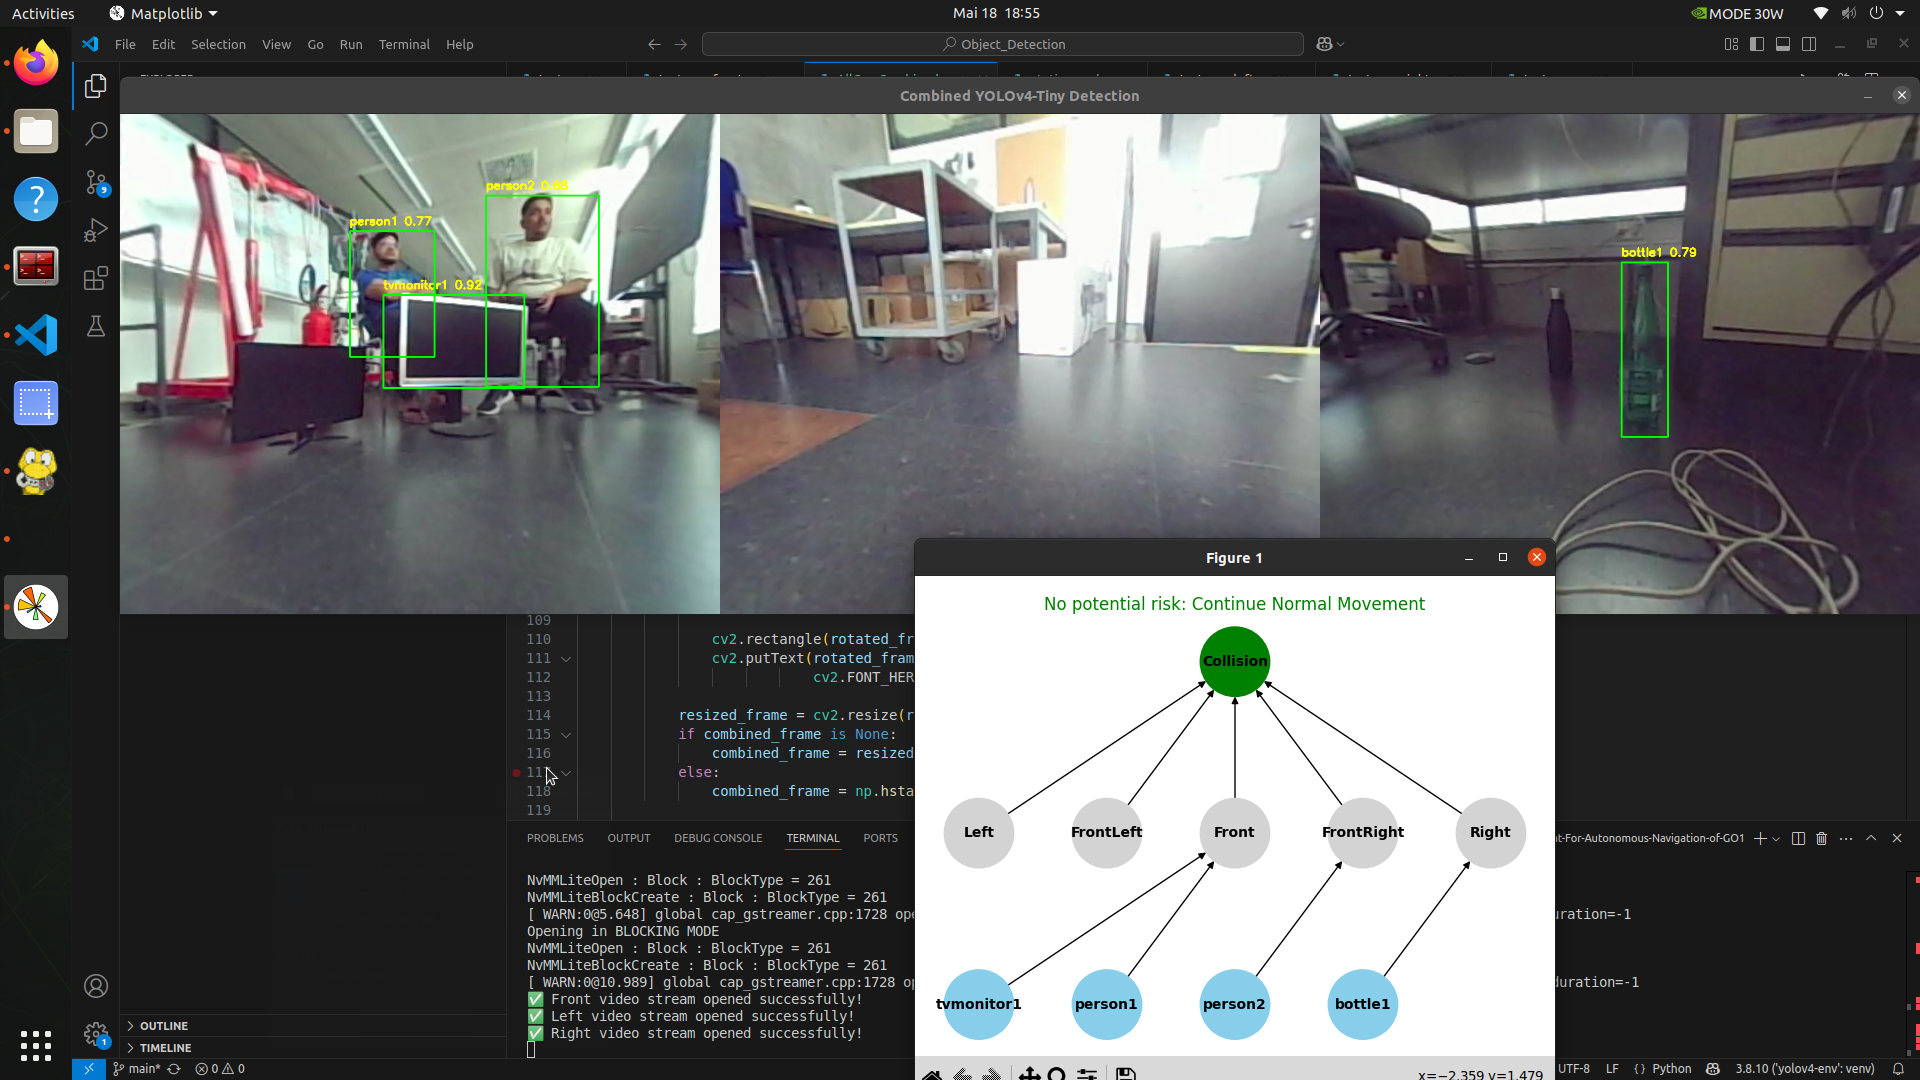 Activities
Matplotlib
Mai 18 18:55
MODE 30W
File Edit Selection View Go Run Terminal Help
Object_Detection
Combined YOLOv4-Tiny Detection
person2
person1 0.77
tvmonitor1 0.92
bottle1 0.79
9
Figure 1
No potential risk: Continue Normal Movement
Collision
Left FrontLeft Front FrontRight Right
tvmonitor1 person1 person2 bottle1
x=−2.359 y=1.479
109
110 cv2.rectangle(rotated_fr
111 cv2.putText(rotated_fram
112 cv2.FONT_HER
113
114 resized_frame = cv2.resize(r
115 if combined_frame is None:
116 combined_frame = resized
117 else:
118 combined_frame = np.hsta
119
PROBLEMS OUTPUT DEBUG CONSOLE TERMINAL PORTS
t-For-Autonomous-Navigation-of-GO1
NvMMLiteOpen : Block : BlockType = 261
NvMMLiteBlockCreate : Block : BlockType = 261
[ WARN:0@5.648] global cap_gstreamer.cpp:1728 ope
uration=-1
Opening in BLOCKING MODE
NvMMLiteOpen : Block : BlockType = 261
NvMMLiteBlockCreate : Block : BlockType = 261
[ WARN:0@10.989] global cap_gstreamer.cpp:1728 op
duration=-1
✅ Front video stream opened successfully!
✅ Left video stream opened successfully!
✅ Right video stream opened successfully!
OUTLINE
TIMELINE
1
main* 0 0
UTF-8 LF {} Python 3.8.10 ('yolov4-env': venv)